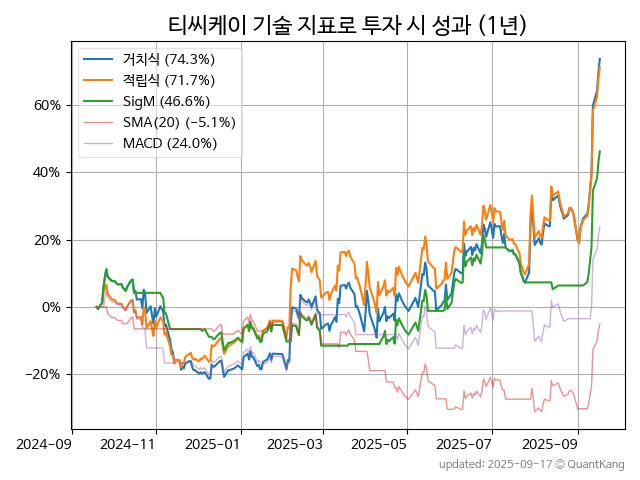 티씨케이 기술 지표로 투자 시 성과 (1년)
거치식 (74.3%)
적립식 (71.7%)
SigM (46.6%)
SMA(20) (−5.1%)
MACD (24.0%)
60%
40%
20%
0%
−20%
2024-09 2024-11 2025-01 2025-03 2025-05 2025-07 2025-09
updated: 2025-09-17 © QuantKang